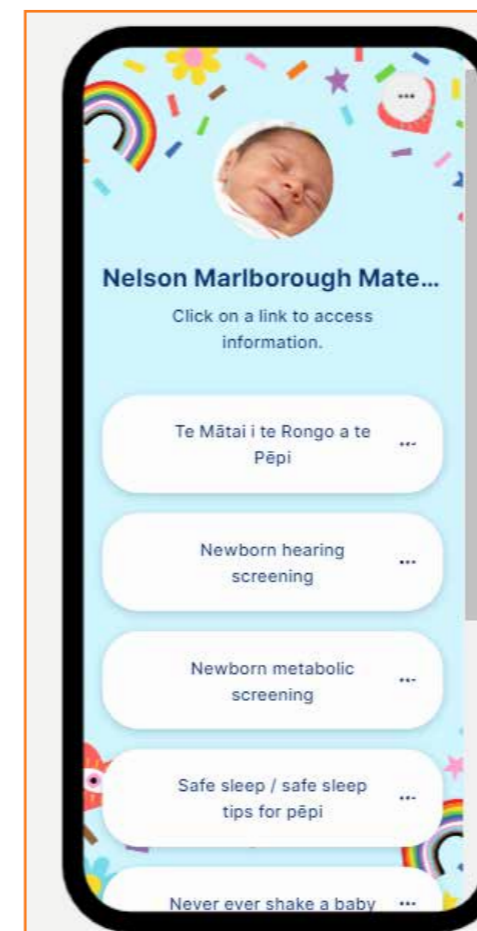 Nelson Marlborough Mate...
Click on a link to access
information.
Te Mātai i te Rongo a te
Pēpi
Newborn hearing
screening
Newborn metabolic
screening
Safe sleep / safe sleep
tips for pēpi
Never ever shake a baby